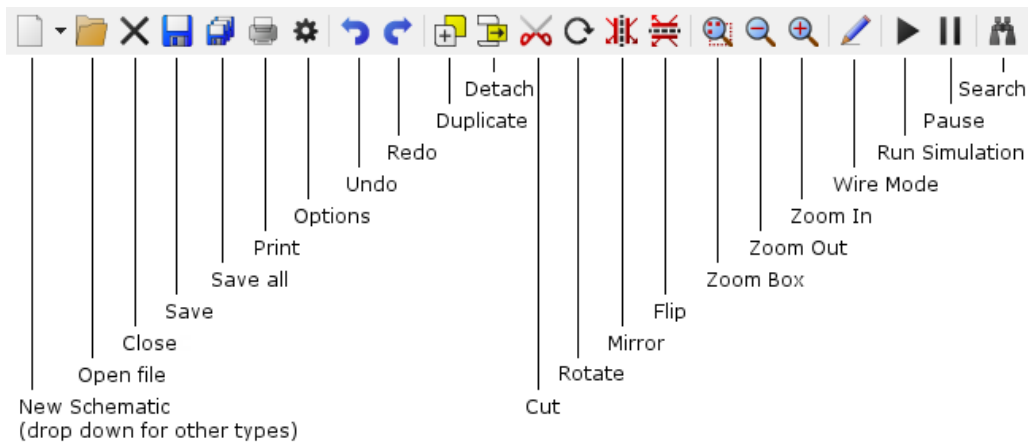 Detach
Search
Duplicate
Pause
Redo
Run Simulation
Undo
Wire Mode
Options
Zoom In
Print
Zoom Out
Save all
Zoom Box
Save
Flip
Close
Mirror
Open file
Rotate
New Schematic
Cut
(drop down for other types)